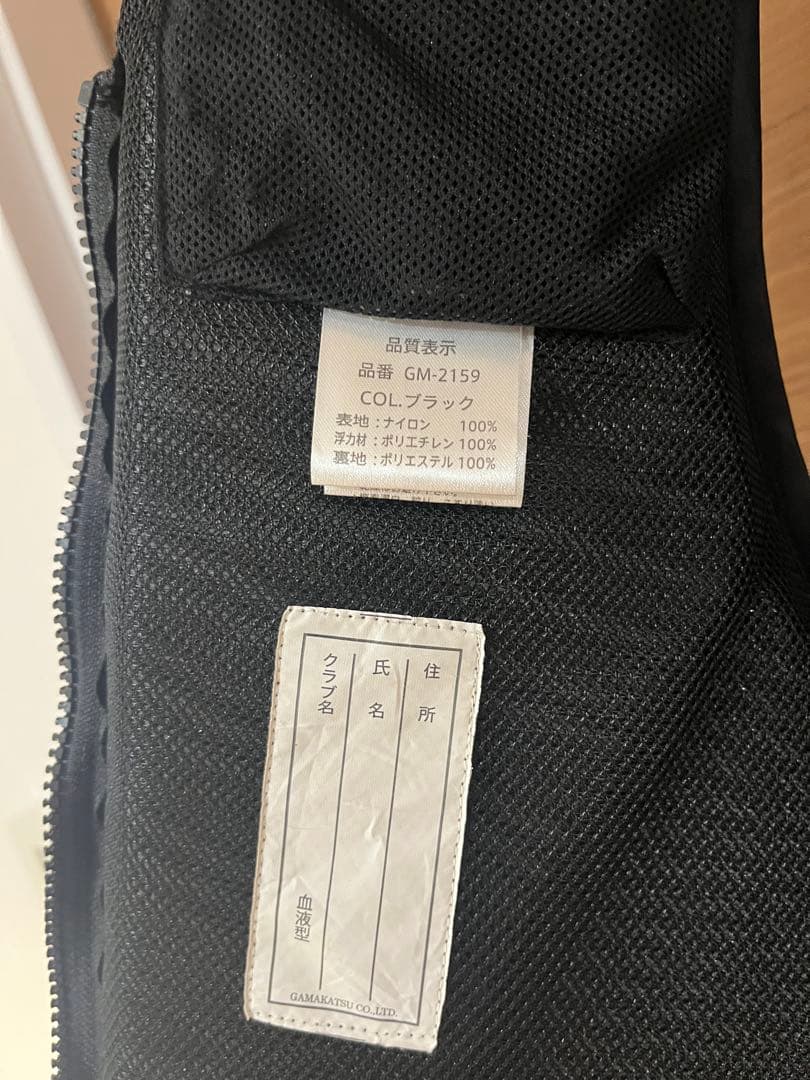 品質表示
品番 GM-2159
COL.ブラック
表地：ナイロン 100%
浮力材：ポリエチレン 100%
裏地：ポリエステル 100%
住所
氏名
クラブ名
血液型
GAMAKATSU CO.,LTD.